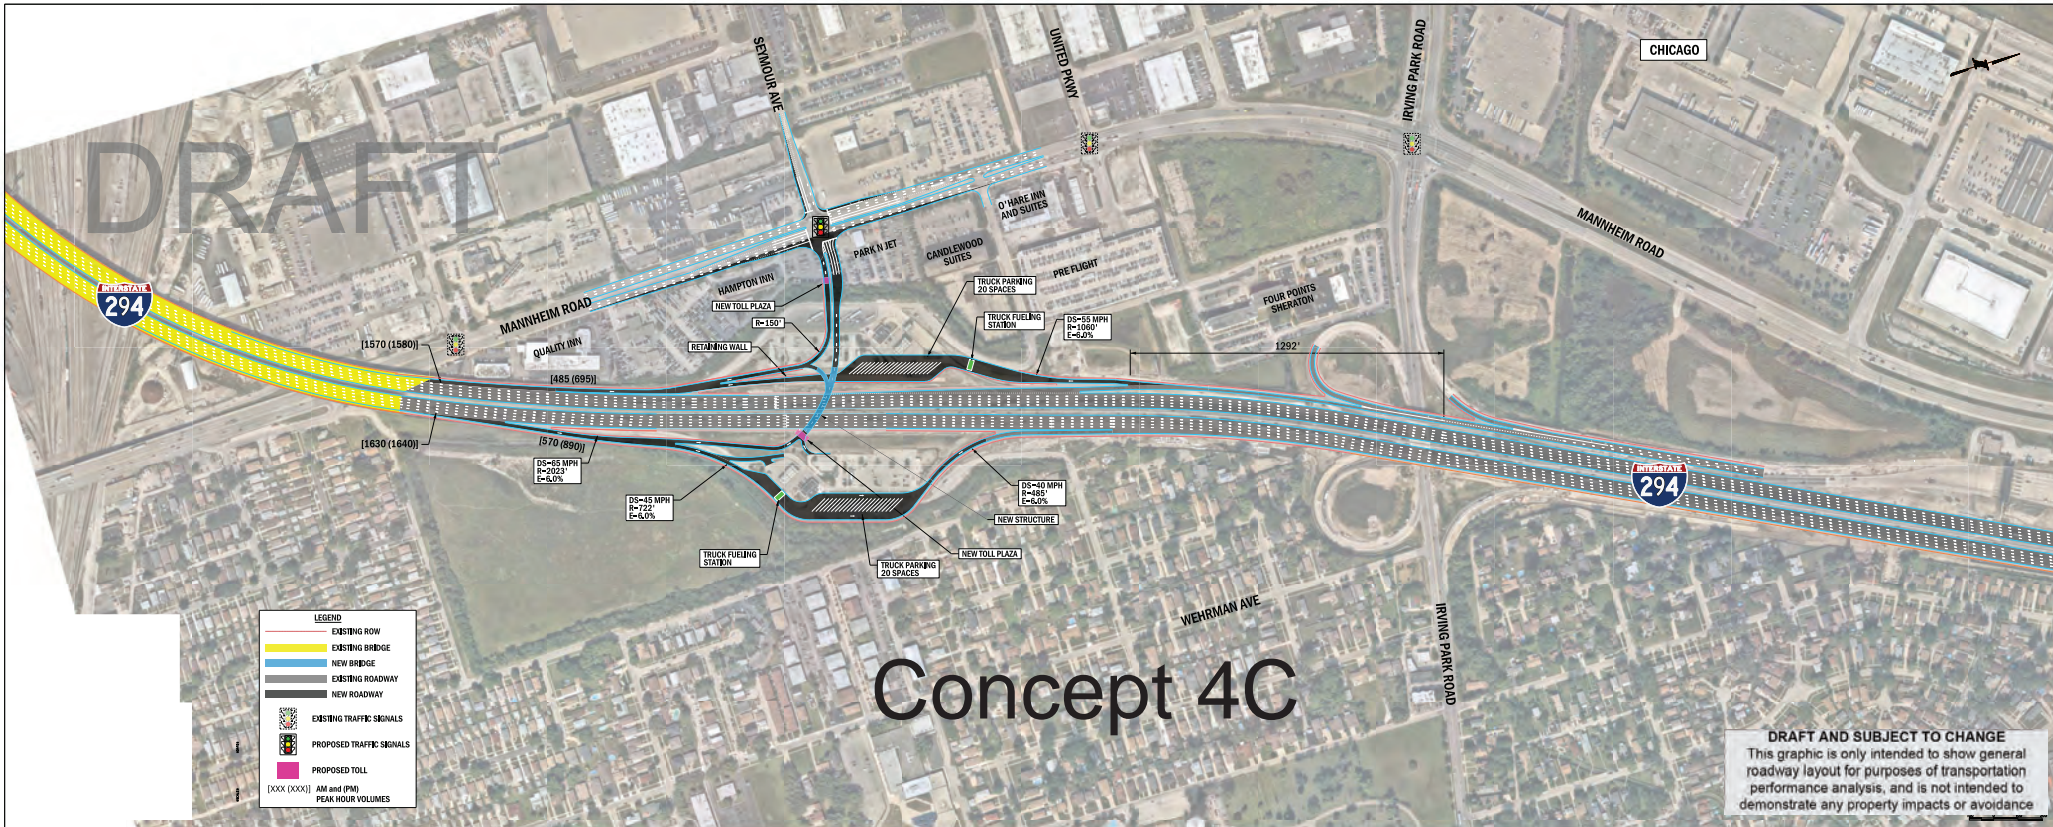 CHICAGO
DRAFT
SEYMOUR AVE
UNITED PKWY
IRVING PARK ROAD
MANNHEIM ROAD
O'HARE INN
AND SUITES
PARK N JET
CANDLEWOOD
SUITES
PRE FLIGHT
HAMPTON INN
FOUR POINTS
SHERATON
MANNHEIM ROAD
QUALITY INN
INTERSTATE
294
NEW TOLL PLAZA
R=150'
RETAINING WALL
TRUCK PARKING
20 SPACES
TRUCK FUELING
STATION
DS=55 MPH
R=1060'
E=6.0%
1292'
[1570 (1580)]
[485 (695)]
[1630 (1640)]
[570 (890)]
DS=65 MPH
R=2023'
E=6.0%
DS=45 MPH
R=722'
E=6.0%
DS=40 MPH
R=485'
E=6.0%
NEW STRUCTURE
NEW TOLL PLAZA
TRUCK FUELING
STATION
TRUCK PARKING
20 SPACES
INTERSTATE
294
WEHRMAN AVE
IRVING PARK ROAD
Concept 4C
LEGEND
EXISTING ROW
EXISTING BRIDGE
NEW BRIDGE
EXISTING ROADWAY
NEW ROADWAY
EXISTING TRAFFIC SIGNALS
PROPOSED TRAFFIC SIGNALS
PROPOSED TOLL
[XXX (XXX)] AM and (PM)
PEAK HOUR VOLUMES
DRAFT AND SUBJECT TO CHANGE
This graphic is only intended to show general
roadway layout for purposes of transportation
performance analysis, and is not intended to
demonstrate any property impacts or avoidance